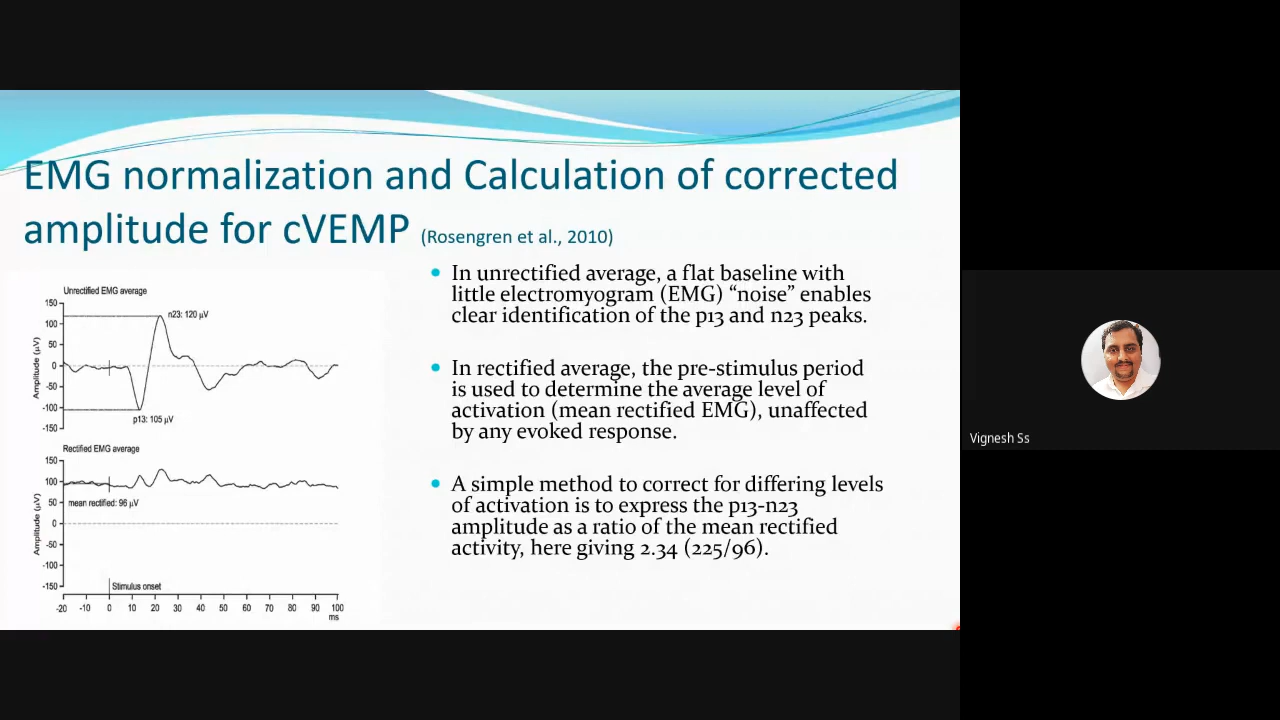 EMG normalization and Calculation of corrected
amplitude for cVEMP (Rosengren et al., 2010)
Unrectified EMG average
150
100
50
0
-50
-100
-150
Amplitude (µV)
n23: 120 µV
p13: 105 µV
Rectified EMG average
150
100
50
0
-50
-100
-150
Amplitude (µV)
mean rectified: 96 µV
Stimulus onset
-20 -10 0 10 20 30 40 50 60 70 80 90 100
ms
• In unrectified average, a flat baseline with
little electromyogram (EMG) “noise” enables
clear identification of the p13 and n23 peaks.
• In rectified average, the pre-stimulus period
is used to determine the average level of
activation (mean rectified EMG), unaffected
by any evoked response.
• A simple method to correct for differing levels
of activation is to express the p13-n23
amplitude as a ratio of the mean rectified
activity, here giving 2.34 (225/96).
Vignesh Ss